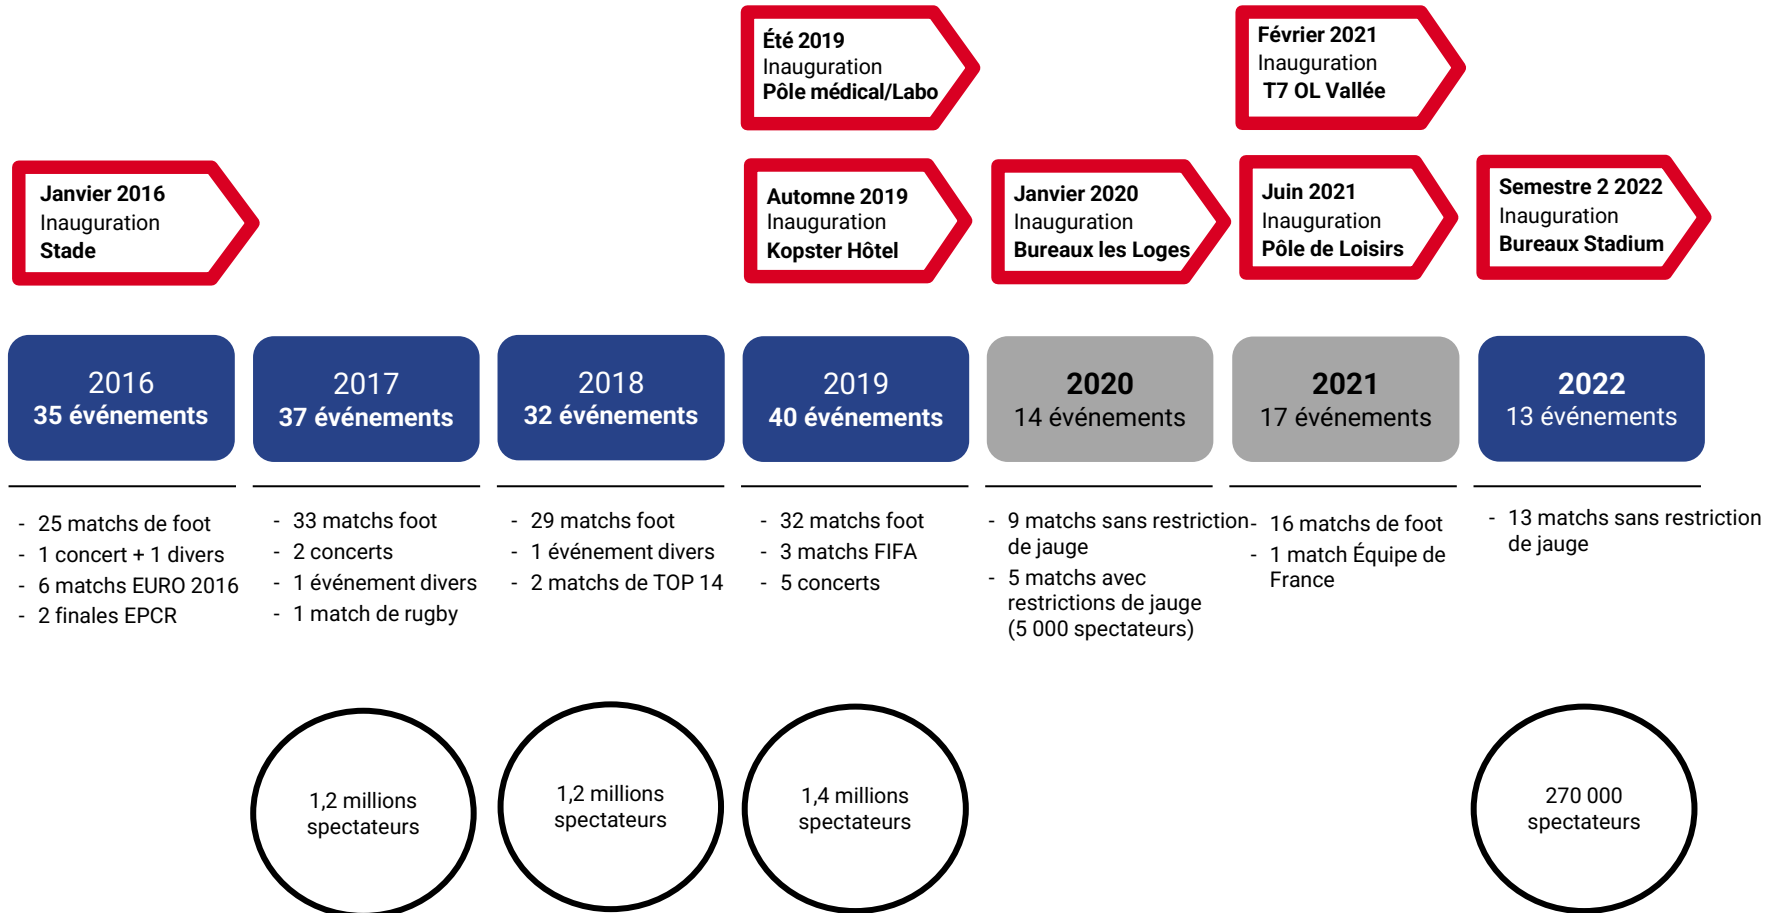 Été 2019
Inauguration
Pôle médical/Labo
Février 2021
Inauguration
T7 OL Vallée
Janvier 2016
Inauguration
Stade
Automne 2019
Inauguration
Kopster Hôtel
Janvier 2020
Inauguration
Bureaux les Loges
Juin 2021
Inauguration
Pôle de Loisirs
Semestre 2 2022
Inauguration
Bureaux Stadium
2016
35 événements
2017
37 événements
2018
32 événements
2019
40 événements
2020
14 événements
2021
17 événements
2022
13 événements
- 25 matchs de foot
- 1 concert + 1 divers
- 6 matchs EURO 2016
- 2 finales EPCR
- 33 matchs foot
- 2 concerts
- 1 événement divers
- 1 match de rugby
- 29 matchs foot
- 1 événement divers
- 2 matchs de TOP 14
- 32 matchs foot
- 3 matchs FIFA
- 5 concerts
- 9 matchs sans restriction
de jauge
- 5 matchs avec
restrictions de jauge
(5 000 spectateurs)
- 16 matchs de foot
- 1 match Équipe de
France
- 13 matchs sans restriction
de jauge
1,2 millions
spectateurs
1,2 millions
spectateurs
1,4 millions
spectateurs
270 000
spectateurs